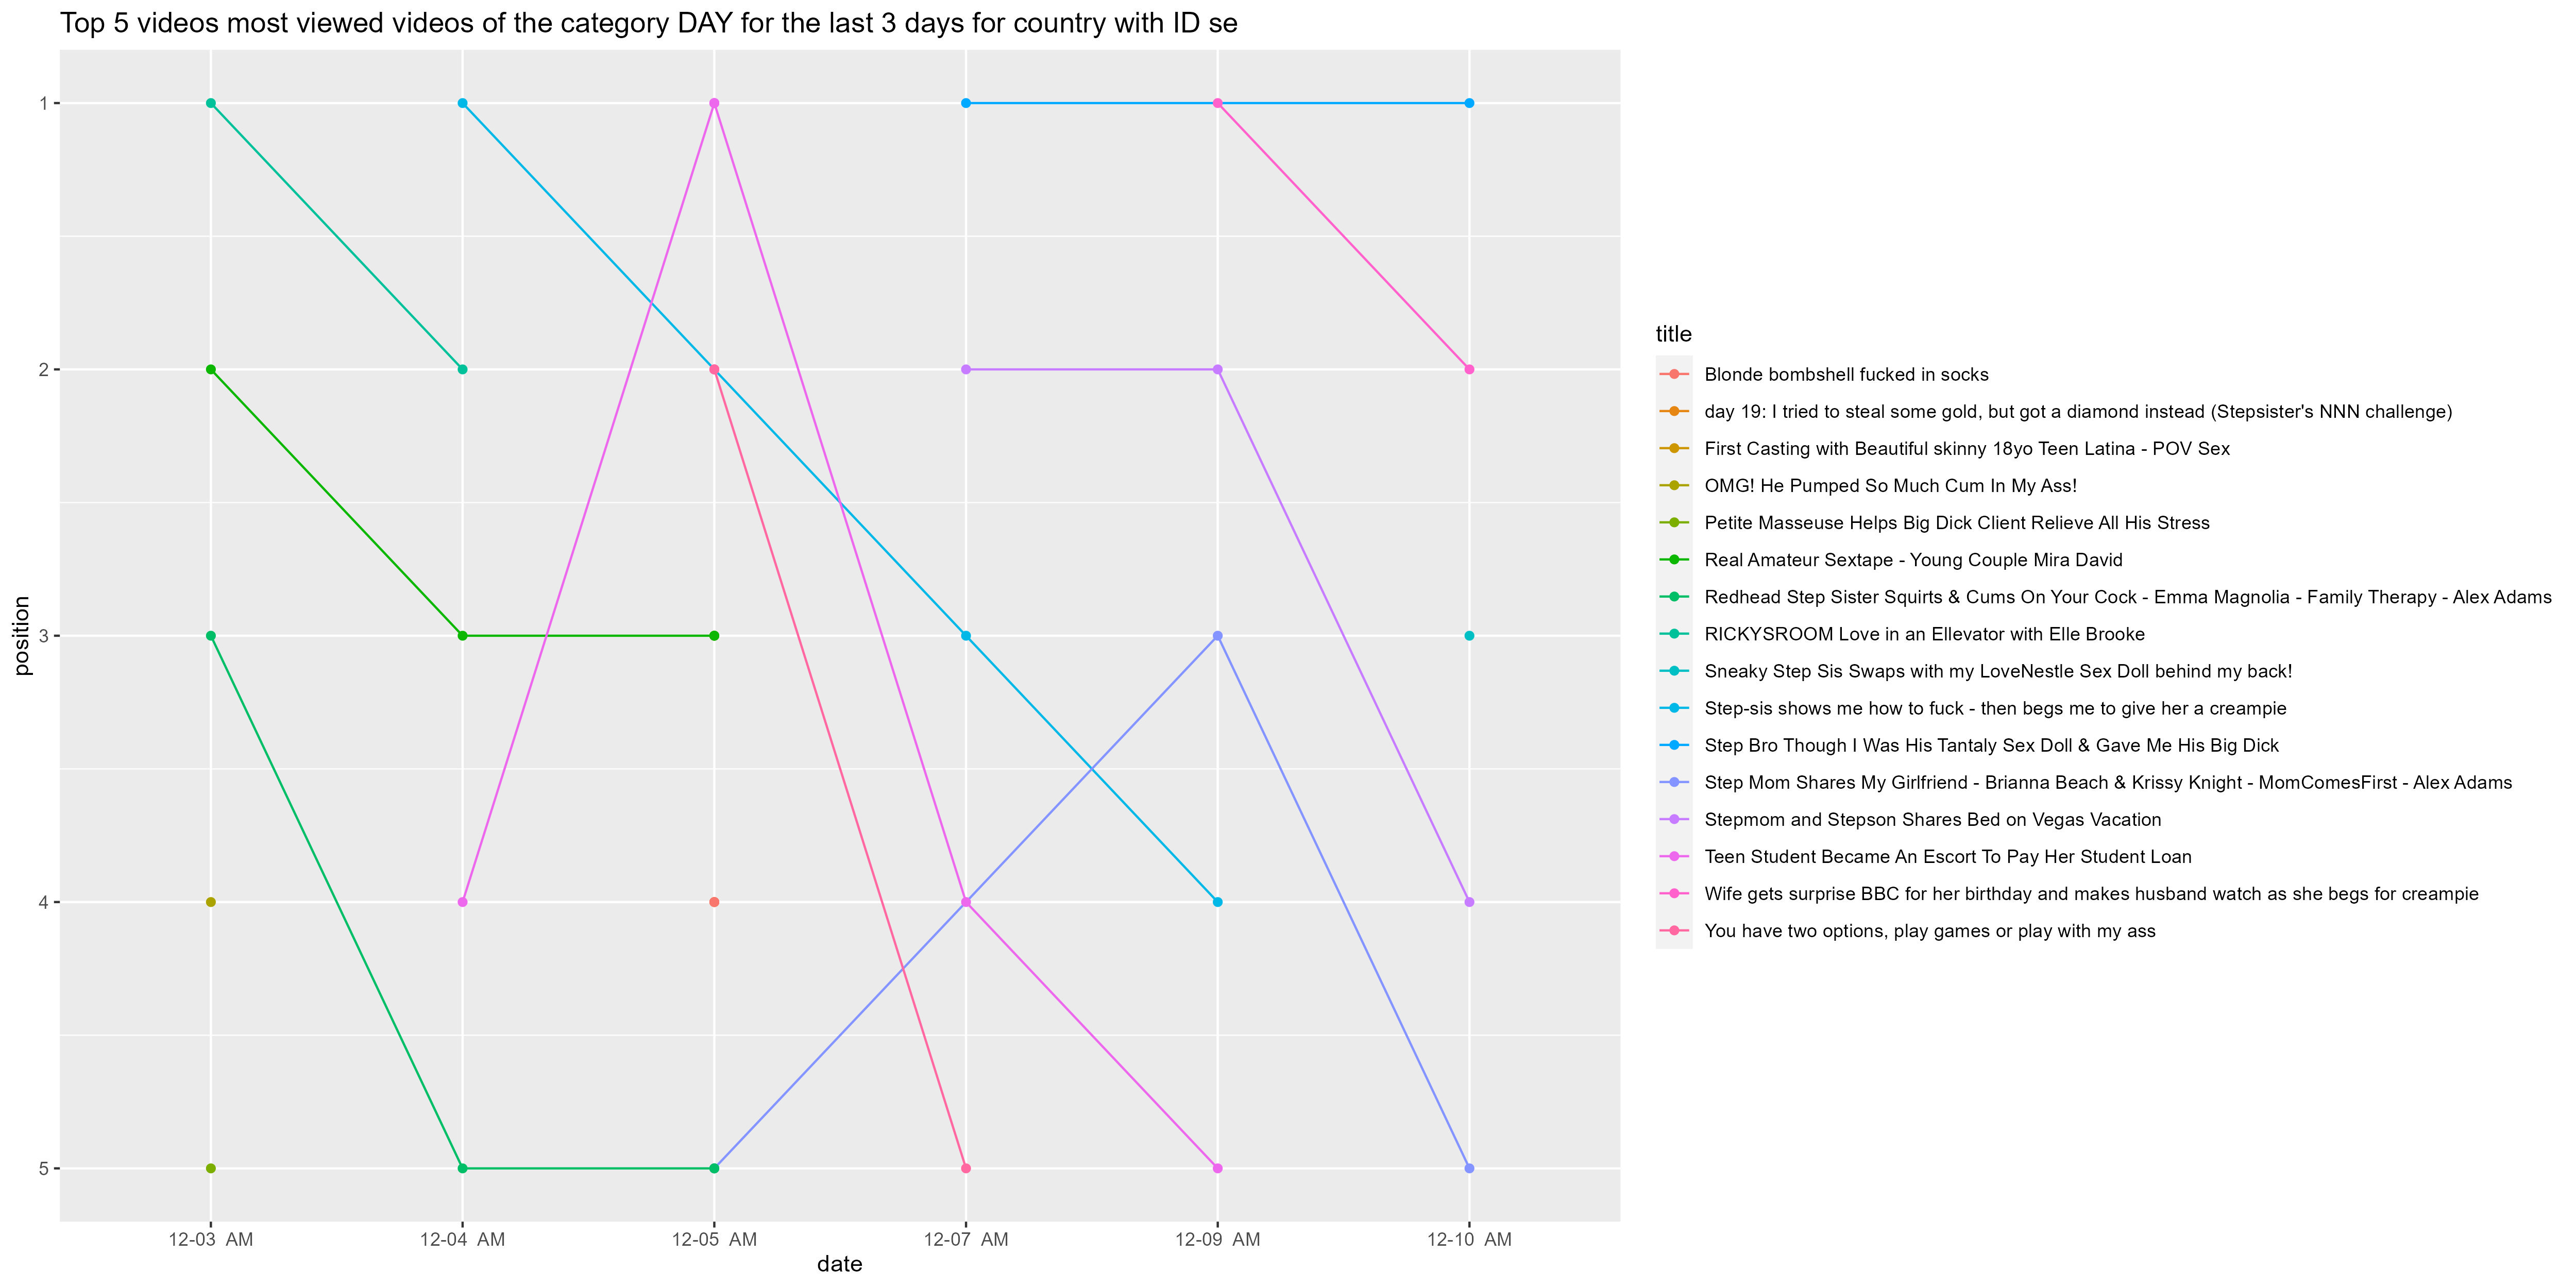 Top 5 videos most viewed videos of the category DAY for the last 3 days for country with ID se
position
1
2
3
4
5
12-03 AM
12-04 AM
12-05 AM
12-07 AM
12-09 AM
12-10 AM
date
title
Blonde bombshell fucked in socks
day 19: I tried to steal some gold, but got a diamond instead (Stepsister's NNN challenge)
First Casting with Beautiful skinny 18yo Teen Latina - POV Sex
OMG! He Pumped So Much Cum In My Ass!
Petite Masseuse Helps Big Dick Client Relieve All His Stress
Real Amateur Sextape - Young Couple Mira David
Redhead Step Sister Squirts & Cums On Your Cock - Emma Magnolia - Family Therapy - Alex Adams
RICKYSROOM Love in an Ellevator with Elle Brooke
Sneaky Step Sis Swaps with my LoveNestle Sex Doll behind my back!
Step-sis shows me how to fuck - then begs me to give her a creampie
Step Bro Though I Was His Tantaly Sex Doll & Gave Me His Big Dick
Step Mom Shares My Girlfriend - Brianna Beach & Krissy Knight - MomComesFirst - Alex Adams
Stepmom and Stepson Shares Bed on Vegas Vacation
Teen Student Became An Escort To Pay Her Student Loan
Wife gets surprise BBC for her birthday and makes husband watch as she begs for creampie
You have two options, play games or play with my ass